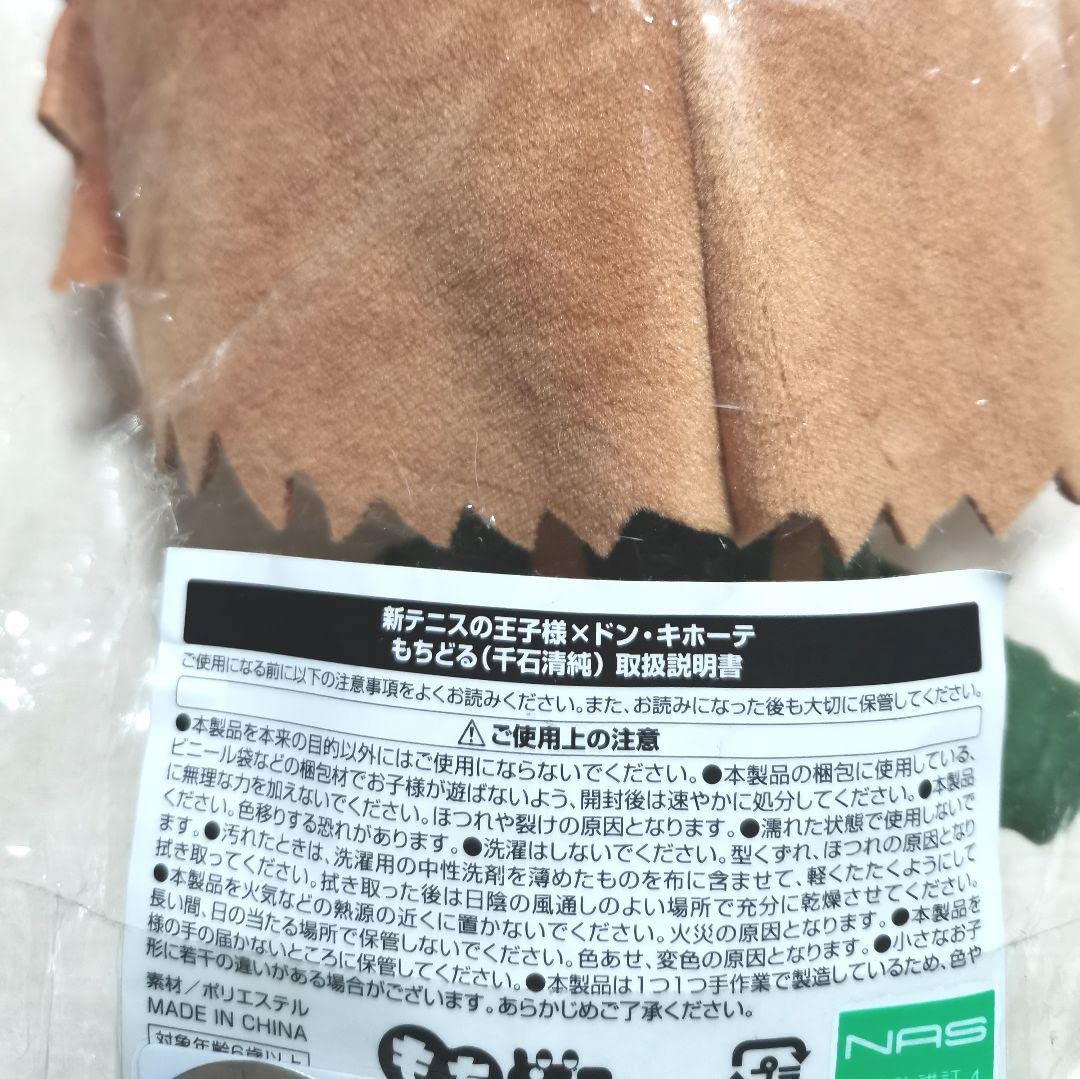 新テニスの王子様×ドン・キホーテ
もちどる(千石清純) 取扱説明書
ご使用になる前に以下の注意事項をよくお読みください。また、お読みになった後も大切に保管してください。
⚠ご使用上の注意
●本製品を本来の目的以外にはご使用にならないでください。●本製品の梱包に使用している、
ビニール袋などの梱包材でお子様が遊ばないよう、開封後は速やかに処分してください。●本製品
に無理な力を加えないでください。ほつれや裂けの原因となります。●濡れた状態で使用しないで
ください。色移りする恐れがあります。●洗濯はしないでください。型くずれ、ほつれの原因となり
ます。●汚れたときは、洗濯用の中性洗剤を薄めたものを布に含ませて、軽くたたくようにして
拭き取ってください。拭き取った後は日陰の風通しのよい場所で充分に乾燥させてください。
●本製品を火気などの熱源の近くに置かないでください。火災の原因となります。●本製品を
長い間、日の当たる場所で保管しないでください。色あせ、変色の原因となります。●小さなお子
様の手の届かないところに保管してください。●本製品は1つ1つ手作業で製造しているため、色や
形に若干の違いがある場合がございます。あらかじめご了承ください。
素材/ポリエステル
MADE IN CHINA
対象年齢6歳以上
もちどる
プ
NAS